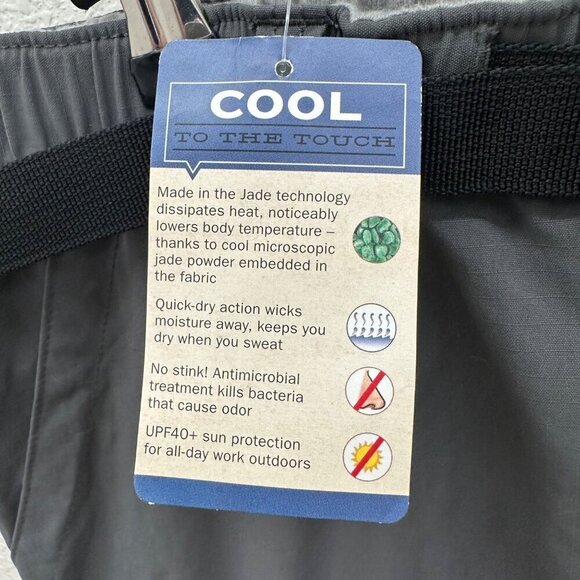 COOL
TO THE TOUCH
Made in the Jade technology
dissipates heat, noticeably
lowers body temperature –
thanks to cool microscopic
jade powder embedded in
the fabric
Quick-dry action wicks
moisture away, keeps you
dry when you sweat
No stink! Antimicrobial
treatment kills bacteria
that cause odor
UPF40+ sun protection
for all-day work outdoors